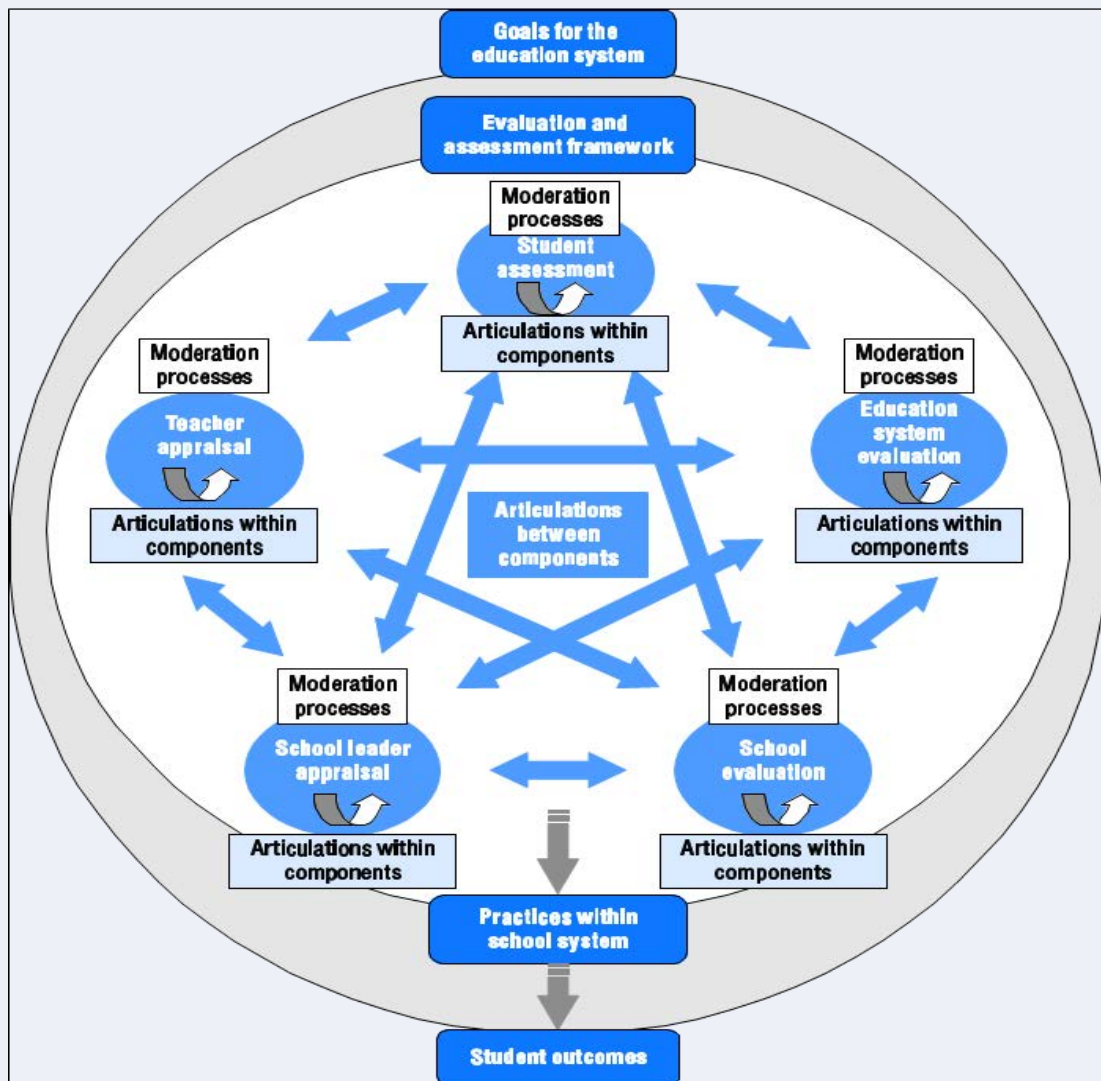 Goals for the
education system
Evaluation and
assessment framework
Moderation
processes
Student
assessment
Articulations within
components
Moderation
processes
Teacher
appraisal
Articulations within
components
Moderation
processes
Education
system
evaluation
Articulations within
components
Articulations
between
components
Moderation
processes
School leader
appraisal
Articulations within
components
Moderation
processes
School
evaluation
Articulations within
components
Practices within
school system
Student outcomes